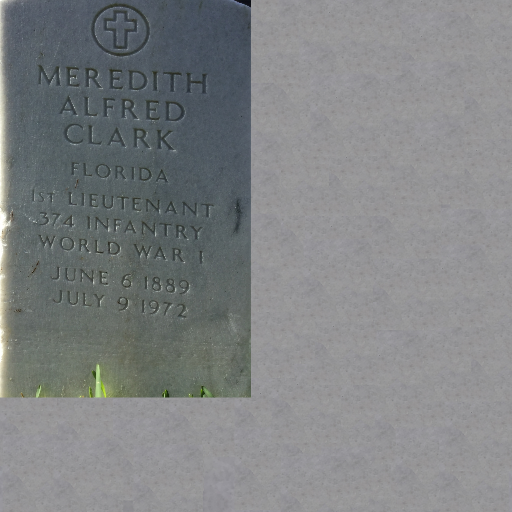 MEREDITH
ALFRED
CLARK
FLORIDA
1ST LIEUTENANT
374 INFANTRY
WORLD WAR I
JUNE 6 1889
JULY 9 1972